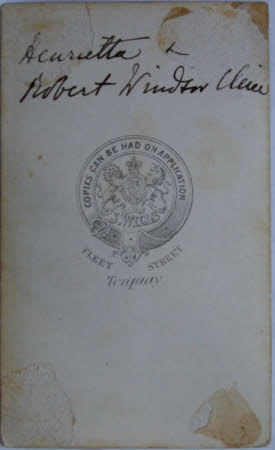 Henrietta &
Robert Windsor Clive
COPIES CAN BE HAD ON APPLICATION
FLEET STREET
Torquay